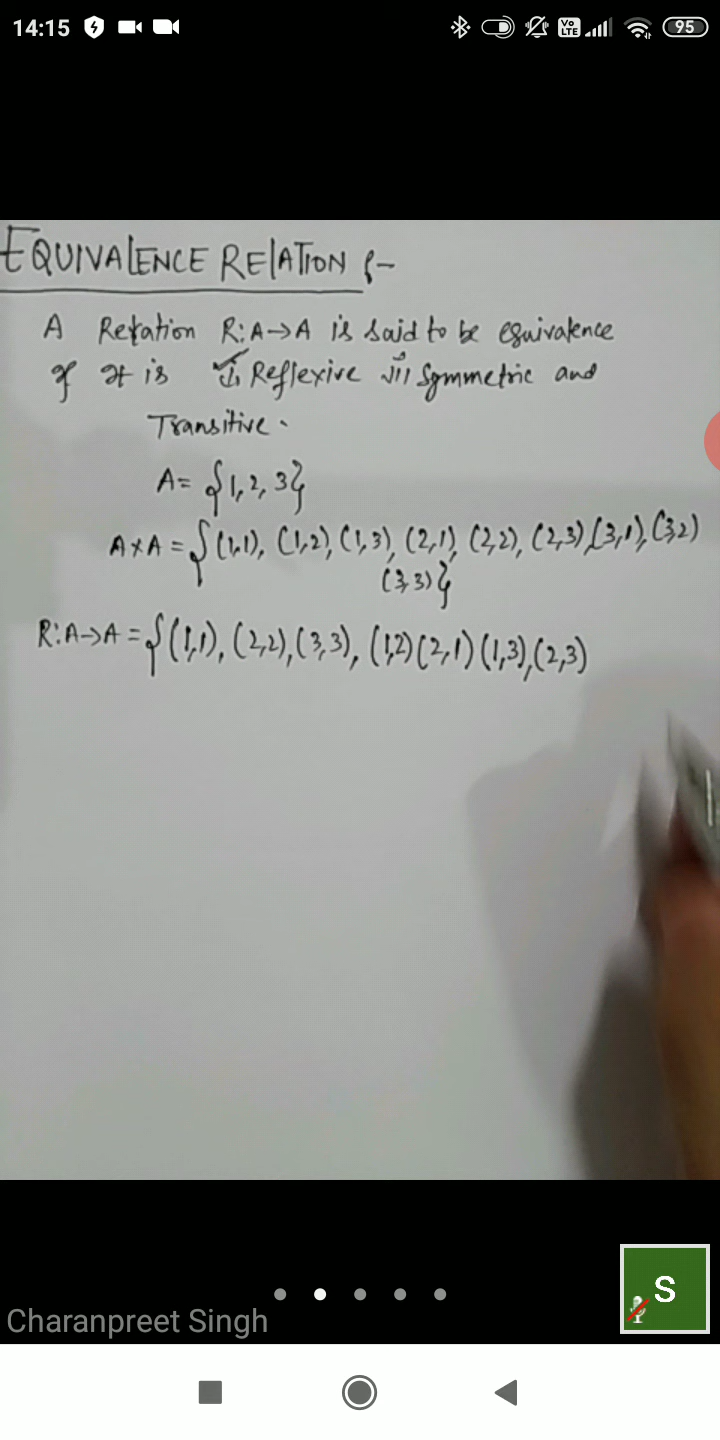 14:15 Vo LTE 95
EQUIVALENCE RELATION :-
A Relation R:A→A is said to be equivalence
if It is i, Reflexive ii Symmetric and
Transitive.
A = {1, 2, 3}
A×A = {(1,1), (1,2), (1,3), (2,1), (2,2), (2,3), (3,1), (3,2)
(3,3)}
R:A→A = {(1,1), (2,2), (3,3), (1,2) (2,1) (1,3), (2,3)
S
Charanpreet Singh